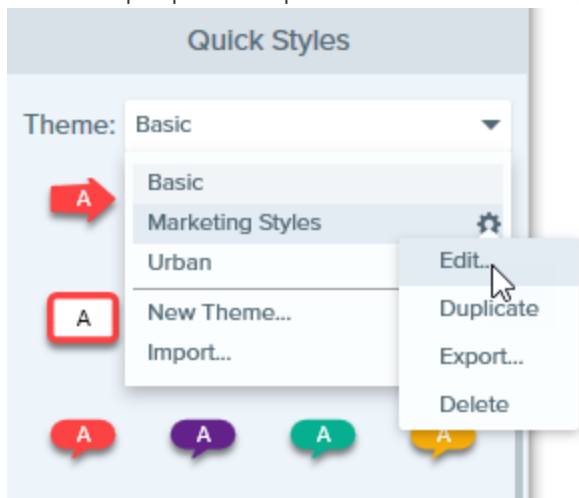 Quick Styles
Theme: Basic
A
Basic
Marketing Styles
Urban
Edit...
A
New Theme...
Duplicate
Import...
Export...
Delete
A A A A